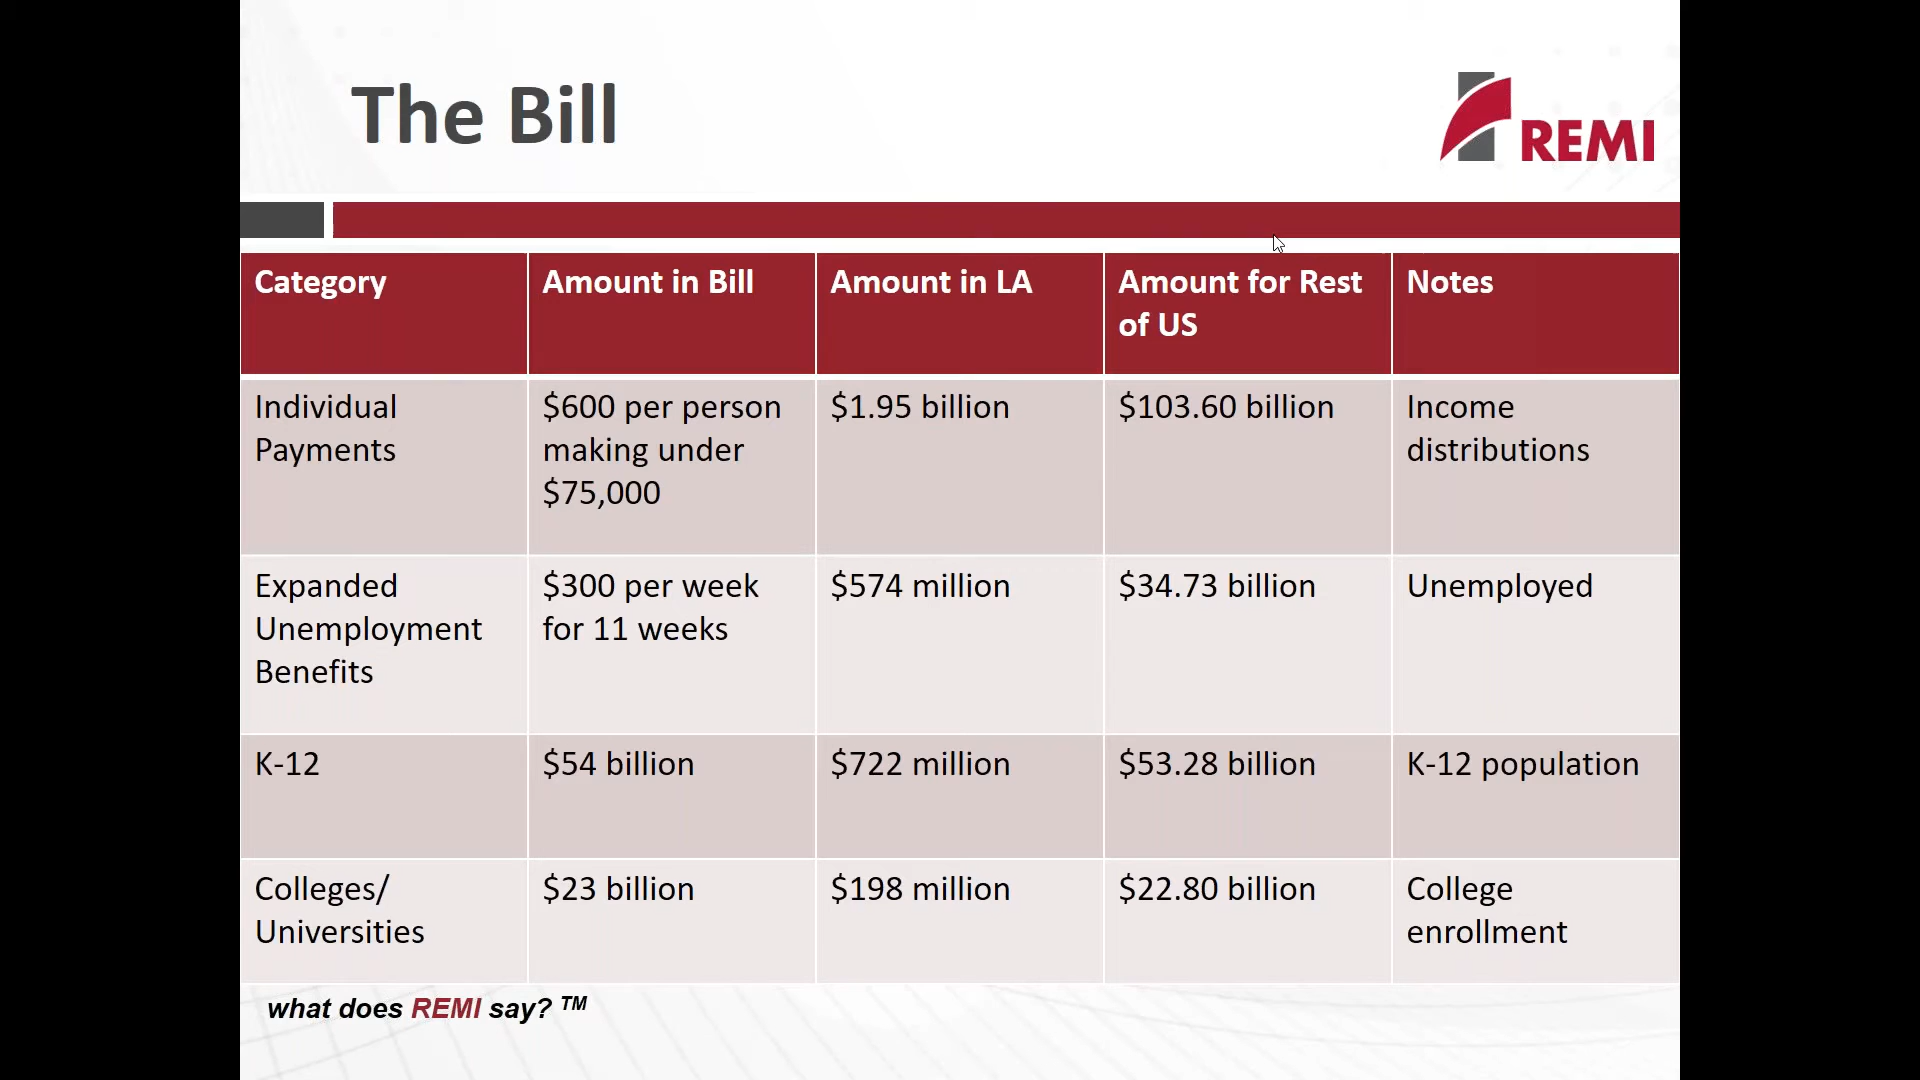 The Bill
REMI
Category
Amount in Bill
Amount in LA
Amount for Rest
of US
Notes
Individual
Payments
$600 per person
making under
$75,000
$1.95 billion
$103.60 billion
Income
distributions
Expanded
Unemployment
Benefits
$300 per week
for 11 weeks
$574 million
$34.73 billion
Unemployed
K-12
$54 billion
$722 million
$53.28 billion
K-12 population
Colleges/
Universities
$23 billion
$198 million
$22.80 billion
College
enrollment
what does REMI say? TM